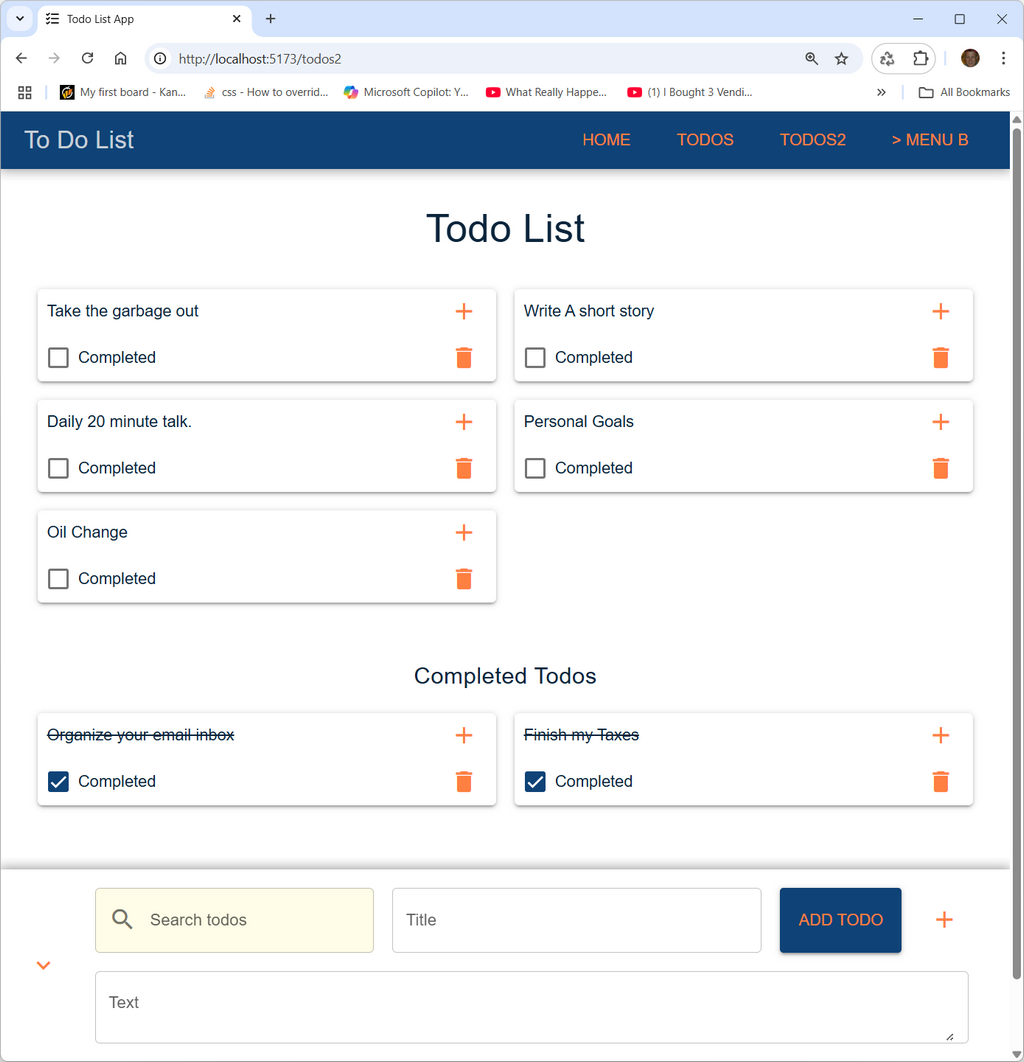 Todo List App
http://localhost:5173/todos2
My first board - Kan... css - How to overrid... Microsoft Copilot: Y... What Really Happe... (1) I Bought 3 Vendi... » All Bookmarks
To Do List HOME TODOS TODOS2 > MENU B
Todo List
Take the garbage out
Completed
Write A short story
Completed
Daily 20 minute talk.
Completed
Personal Goals
Completed
Oil Change
Completed
Completed Todos
Organize your email inbox
Completed
Finish my Taxes
Completed
Search todos
Title
ADD TODO
Text